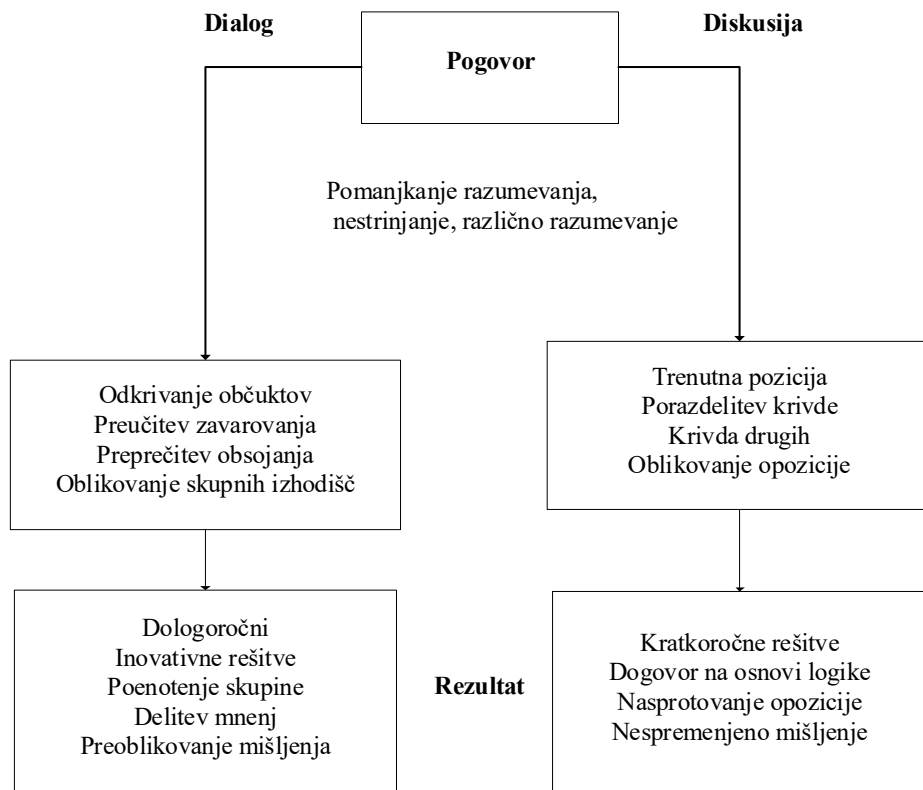 Dialog
Diskusija
Pogovor
Pomanjkanje razumevanja,
nestrinjanje, različno razumevanje
Odkrivanje občuktov
Preučitev zavarovanja
Preprečitev obsojanja
Oblikovanje skupnih izhodišč
Trenutna pozicija
Porazdelitev krivde
Krivda drugih
Oblikovanje opozicije
Dologoročni
Inovativne rešitve
Poenotenje skupine
Delitev mnenj
Preoblikovanje mišljenja
Rezultat
Kratkoročne rešitve
Dogovor na osnovi logike
Nasprotovanje opozicije
Nespremenjeno mišljenje